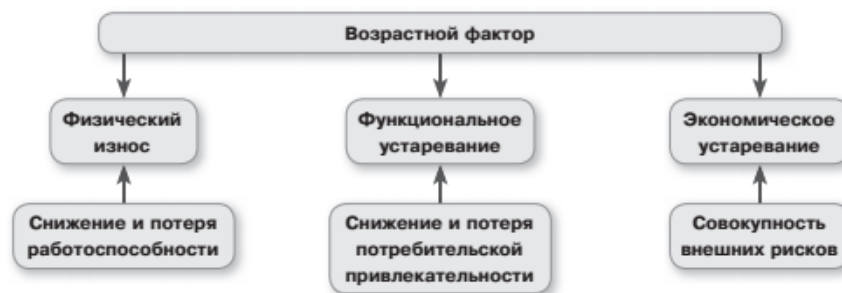 Возрастной фактор
Физический
износ
Функциональное
устаревание
Экономическое
устаревание
Снижение и потеря
работоспособности
Снижение и потеря
потребительской
привлекательности
Совокупность
внешних рисков